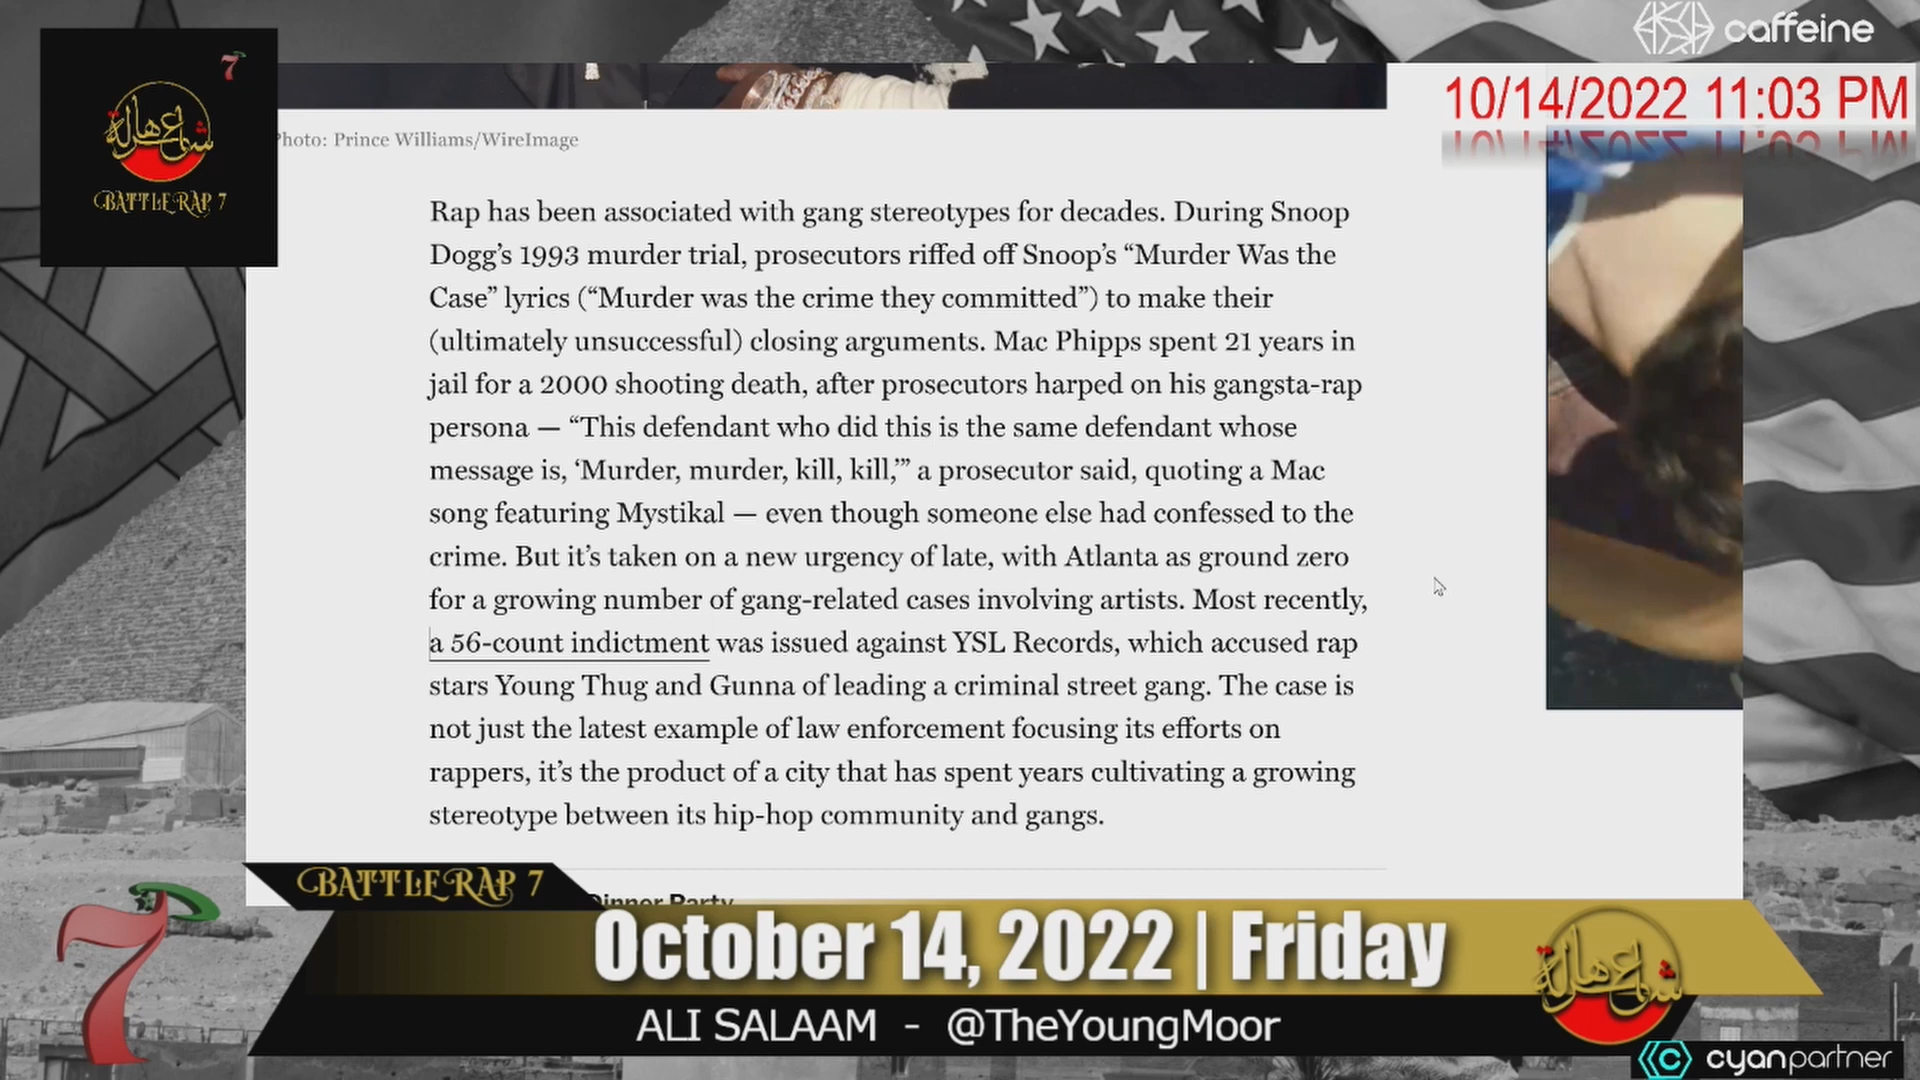 caffeine
10/14/2022 11:03 PM
7
شعاع هالة
BATTLE RAP 7
Photo: Prince Williams/WireImage
Rap has been associated with gang stereotypes for decades. During Snoop
Dogg’s 1993 murder trial, prosecutors riffed off Snoop’s “Murder Was the
Case” lyrics (“Murder was the crime they committed”) to make their
(ultimately unsuccessful) closing arguments. Mac Phipps spent 21 years in
jail for a 2000 shooting death, after prosecutors harped on his gangsta-rap
persona — “This defendant who did this is the same defendant whose
message is, ‘Murder, murder, kill, kill,’” a prosecutor said, quoting a Mac
song featuring Mystikal — even though someone else had confessed to the
crime. But it’s taken on a new urgency of late, with Atlanta as ground zero
for a growing number of gang-related cases involving artists. Most recently,
a 56-count indictment was issued against YSL Records, which accused rap
stars Young Thug and Gunna of leading a criminal street gang. The case is
not just the latest example of law enforcement focusing its efforts on
rappers, it’s the product of a city that has spent years cultivating a growing
stereotype between its hip-hop community and gangs.
BATTLE RAP 7
Dinner Party
7
October 14, 2022 | Friday
ALI SALAAM - @TheYoungMoor
cyanpartner